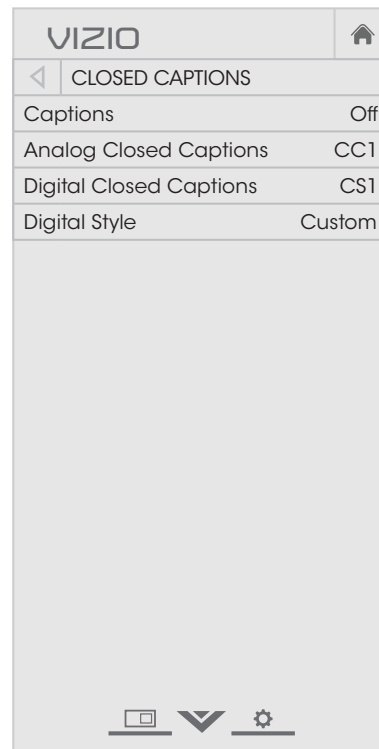 VIZIO
CLOSED CAPTIONS
Captions Off
Analog Closed Captions CC1
Digital Closed Captions CS1
Digital Style Custom